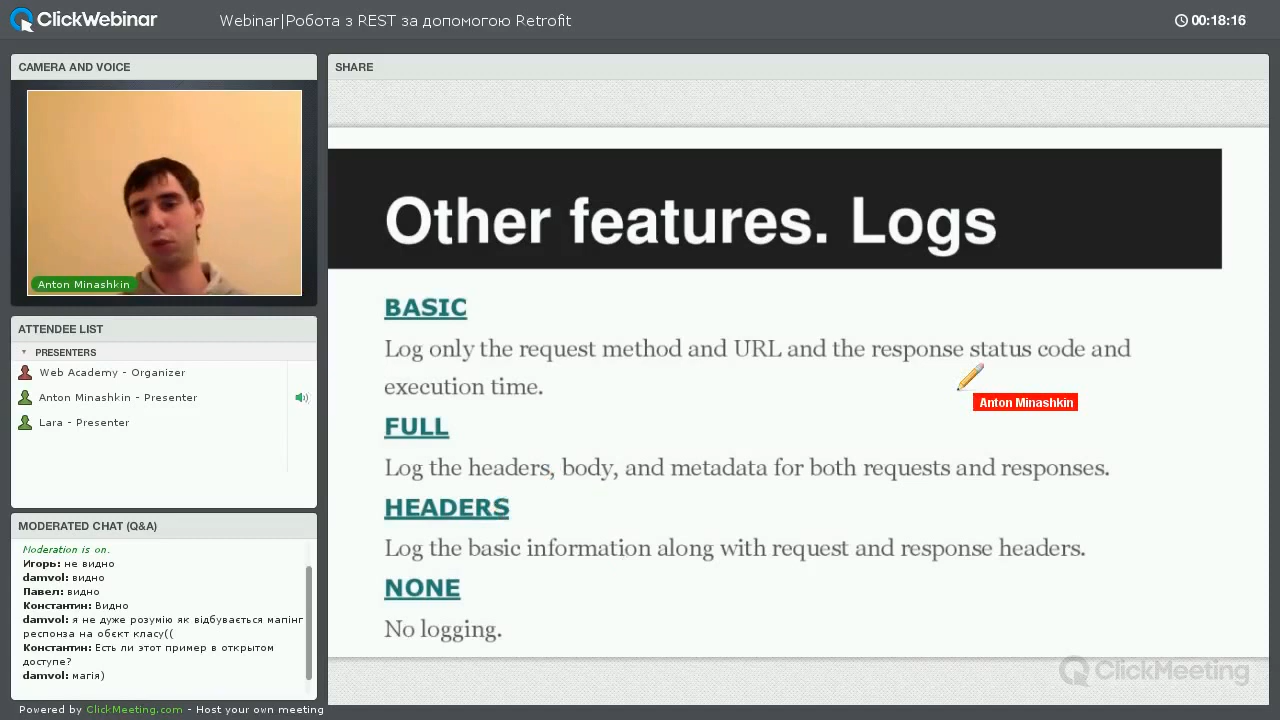 ClickWebinar
Webinar|Робота з REST за допомогою Retrofit
00:18:16
CAMERA AND VOICE
Anton Minashkin
ATTENDEE LIST
PRESENTERS
Web Academy - Organizer
Anton Minashkin - Presenter
Lara - Presenter
MODERATED CHAT (Q&A)
Moderation is on.
Игорь: не видно
damvol: видно
Павел: видно
Константин: Видно
damvol: я не дуже розумію як відбувається мапінг
респонза на обєкт класу((
Константин: Есть ли этот пример в открытом
доступе?
damvol: магія)
SHARE
Other features. Logs
BASIC
Log only the request method and URL and the response status code and
execution time.
Anton Minashkin
FULL
Log the headers, body, and metadata for both requests and responses.
HEADERS
Log the basic information along with request and response headers.
NONE
No logging.
ClickMeeting
Powered by ClickMeeting.com - Host your own meeting